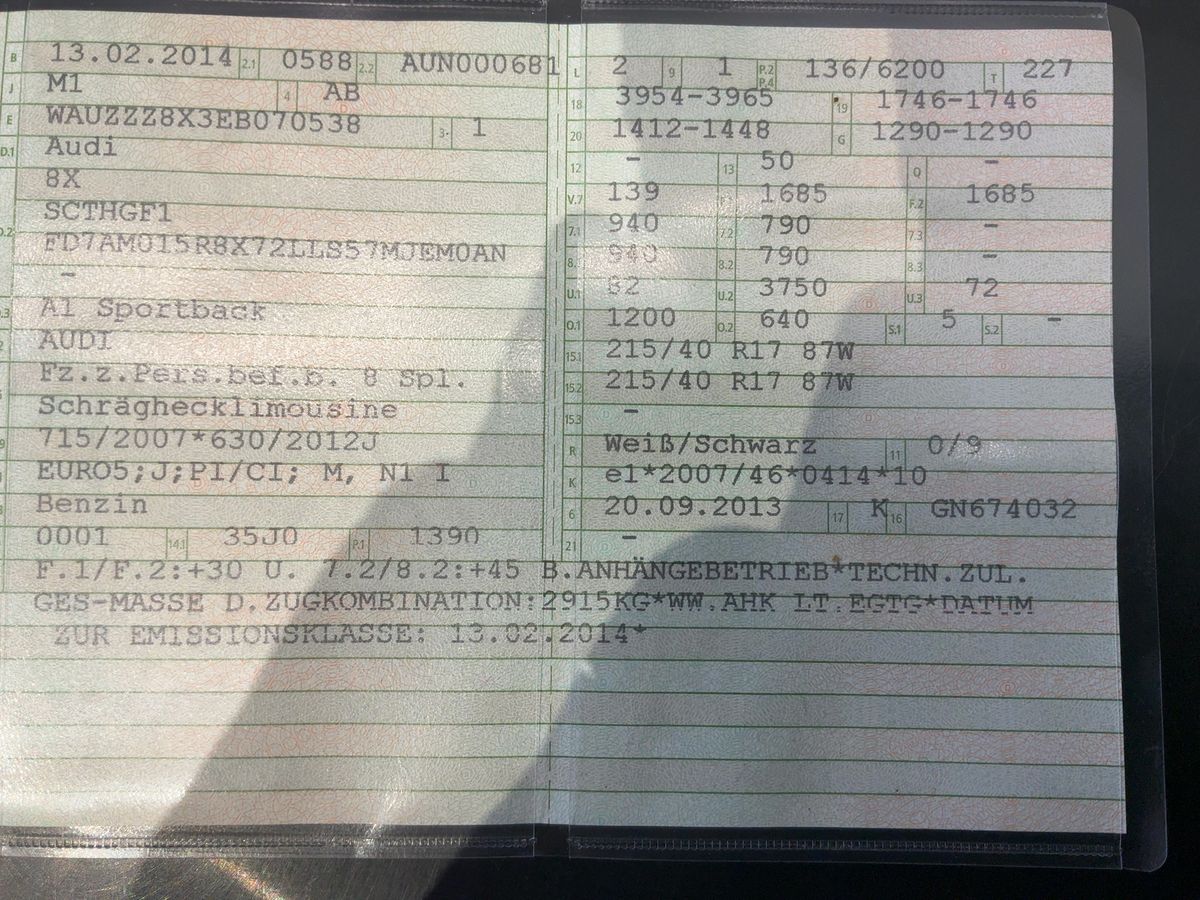 B 13.02.2014 2.1 0588 2.2 AUN000681
J M1 4 AB
E WAUZZZ8X3EB070538 3 1
D.1 Audi
8X
D.2 SCTHGF1
FD7AM015R8X72LLS57MJEM0AN
–
D.3 A1 Sportback
2 AUDI
5 Fz.z.Pers.bef.b. 8 Spl.
Schräghecklimousine
V.9 715/2007*630/2012J
14 EURO5;J;PI/CI; M, N1 I
P.3 Benzin
10 0001 14.1 35J0 P.1 1390
L 2 9 1 P.2 P.4 136/6200 T 227
18 3954-3965 19 1746-1746
20 1412-1448 G 1290-1290
12 – 13 50 Q –
V.7 139 F.1 1685 F.2 1685
7.1 940 7.2 790 7.3 –
8.1 940 8.2 790 8.3 –
U.1 82 U.2 3750 U.3 72
O.1 1200 O.2 640 S.1 5 S.2 –
15.1 215/40 R17 87W
15.2 215/40 R17 87W
15.3 –
R Weiß/Schwarz 11 0/9
K e1*2007/46*0414*10
6 20.09.2013 17 K 16 GN674032
21 –
F.1/F.2:+30 U. 7.2/8.2:+45 B.ANHÄNGEBETRIEB*TECHN.ZUL.
GES-MASSE D.ZUGKOMBINATION:2915KG*WW.AHK LT.EGTG*DATUM
ZUR EMISSIONSKLASSE: 13.02.2014*